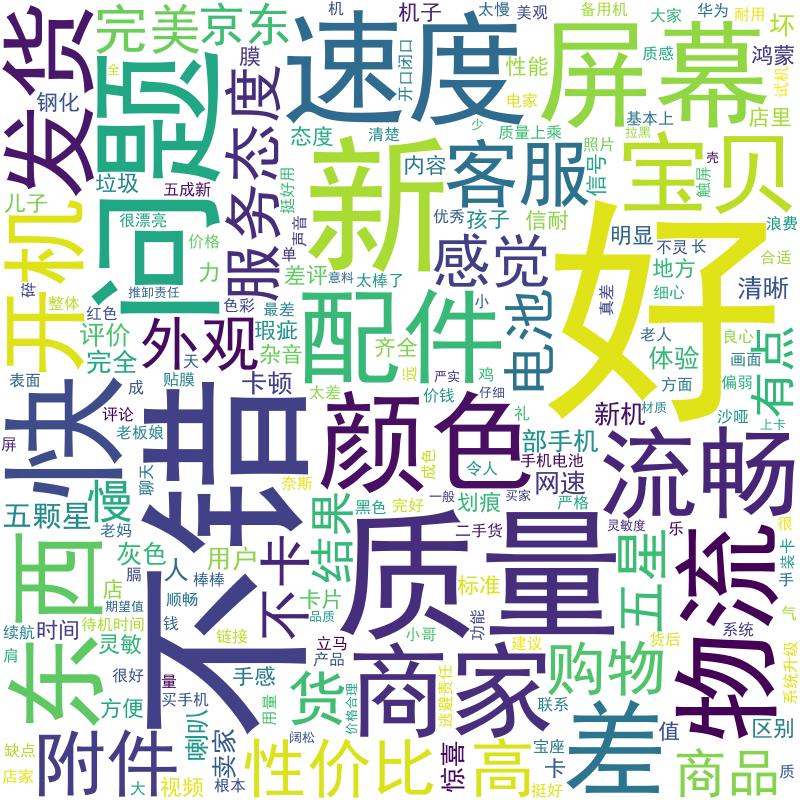 发货
完美
京东
钢化
问题
膜
服务态度
机
机子
太慢
美观
开口闭口
速度
态度
清楚
性能
电家
少
质量上乘
屏幕
备用机
大家
华为
耐用
质感
坏
鸿蒙
试机
基本上
拉黑
店里
照片
信号
触屏
壳
宝贝
全
垃圾
五成新
挺好用
儿子
很漂亮
价格
力
单
声音
新
内容
客服
优秀
孩子
信耐
明显
不灵
长
浪费
合适
开机
碎
整体
推卸责任
红色
色彩
差评
意料
太棒了
最差
感觉
小
真差
地方
细心
清晰
好
评价
完全
外观
瑕疵
杂音
配件
齐全
电池
老人
良心
体验
画面
有点
表面
天
贴膜
成
卡顿
太差
远
严实
鸡
价钱
仔细
方面
偏弱
快
评论
老板娘
屏
不错
颜色
礼
成色
令人
新机
材质
部手机
手机电池
网速
沙哑
上卡
流畅
聊天
奈斯
慢
五颗星
老妈
黑色
完好
一般
划痕
买家
严格
结果
二手货
灵敏度
乐
很
东西
灰色
用户
人
棒棒
膈
店
不卡
质量
标准
五星
物流
手装卡
期望值
顺畅
卡片
品质
小哥
功能
建议
货后
系统
气
续航
时间
待机时间
灵敏
钱
链接
立马
产品
商家
购物
系统升级
肩
很好
量
买手机
手感
方便
货
用量
价格合理
逃避责任
联系
差
值
区别
附件
喇叭
卖家
阔松
缺点
店家
大
视频
根本
性价比
惊喜
高
宝座
卡
挺好
商品
质